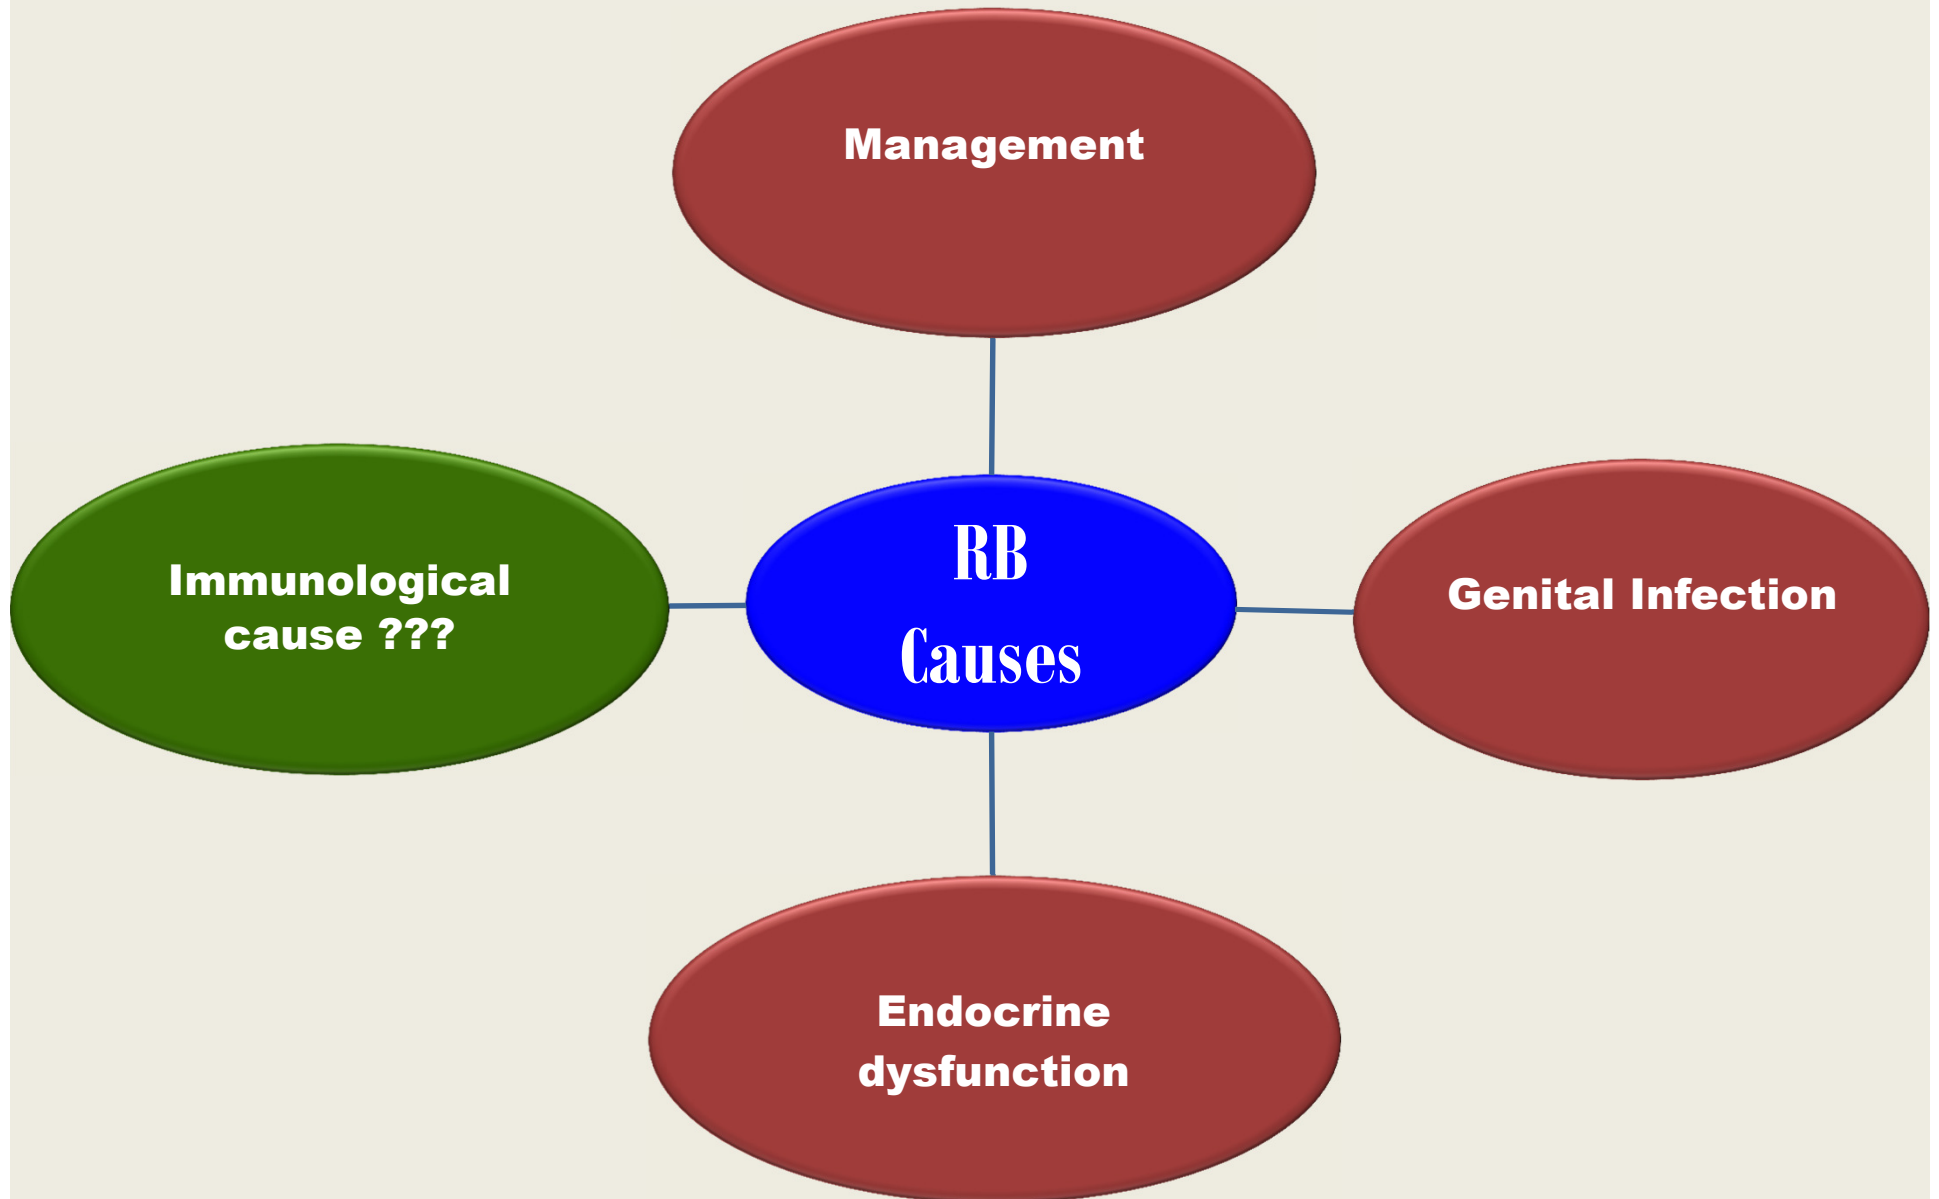 Management
Immunological
cause ???
RB
Causes
Genital Infection
Endocrine
dysfunction